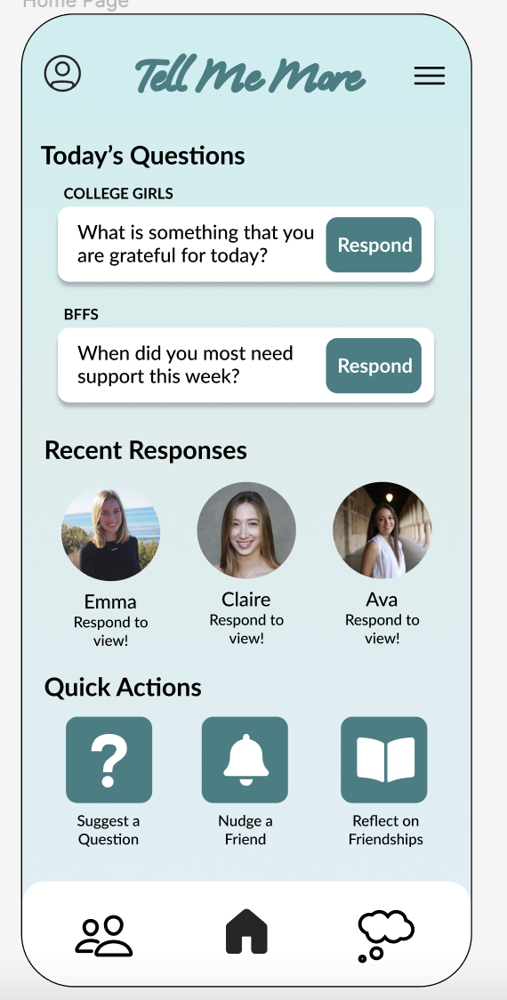 Home Page
Tell Me More
Today's Questions
COLLEGE GIRLS
What is something that you
are grateful for today?
Respond
BFFS
When did you most need
support this week?
Respond
Recent Responses
Emma
Respond to
view!
Claire
Respond to
view!
Ava
Respond to
view!
Quick Actions
?
Suggest a
Question
Nudge a
Friend
Reflect on
Friendships